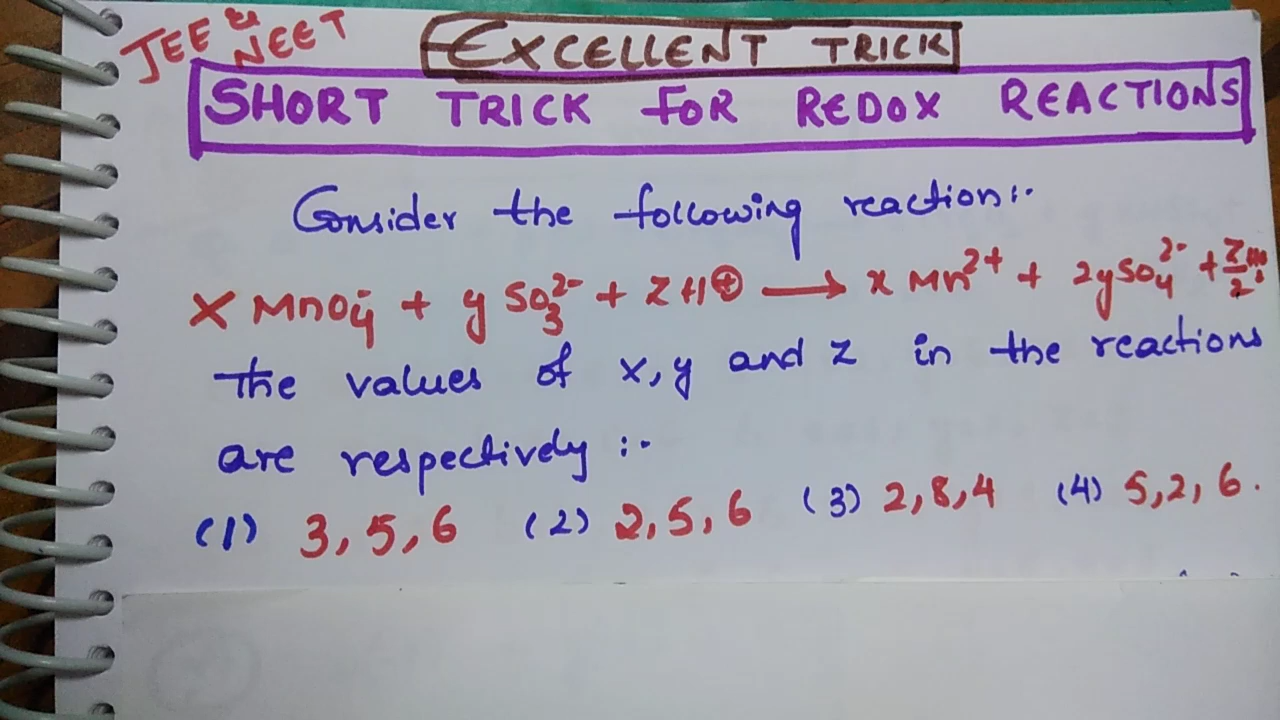 JEE & NEET
EXCELLENT TRICK
SHORT TRICK FOR REDOX REACTIONS
Consider the following reaction:-
x MnO₄⁻ + y SO₃²⁻ + Z H⊕ → x Mn²⁺ + 2y SO₄²⁻ + Z/2
The values of x, y and z in the reactions
are respectively :-
(1) 3, 5, 6 (2) 2, 5, 6 (3) 2, 8, 4 (4) 5, 2, 6.